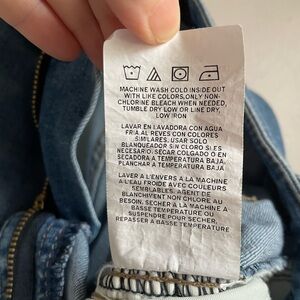 MACHINE WASH COLD INSIDE OUT
WITH LIKE COLORS, ONLY NON-
CHLORINE BLEACH WHEN NEEDED,
TUMBLE DRY LOW OR LINE DRY,
LOW IRON
LAVAR EN LAVADORA CON AGUA
FRIA AL REVES CON COLORES
SIMILARES. USAR SOLO
BLANQUEADOR SIN CLORO SI ES
NECESARIO. SECAR COLGADO O EN
SECADORA A TEMPERATURA BAJA.
PLANCHAR A TEMPERATURA BAJA.
LAVER À L'ENVERS A LA MACHINE
A L'EAU FROIDE AVEC COULEURS
SEMBLABLES. AGENT DE
BLANCHIMENT NON CHLORE AU
BESOIN. SECHER À LA MACHINE A
BASSE TEMPERATURE OU
SUSPENDRE POUR SECHER.
REPASSER A BASSE TEMPERATURE